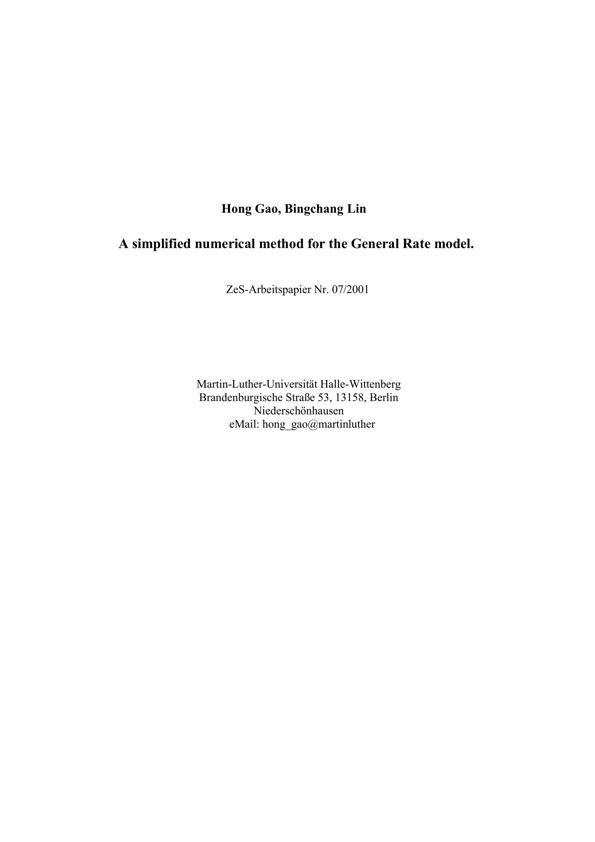 Hong Gao, Bingchang Lin
A simplified numerical method for the General Rate model.
ZeS-Arbeitspapier Nr. 07/2001
Martin-Luther-Universität Halle-Wittenberg
Brandenburgische Straße 53, 13158, Berlin
Niederschönhausen
eMail: hong_gao@martinluther